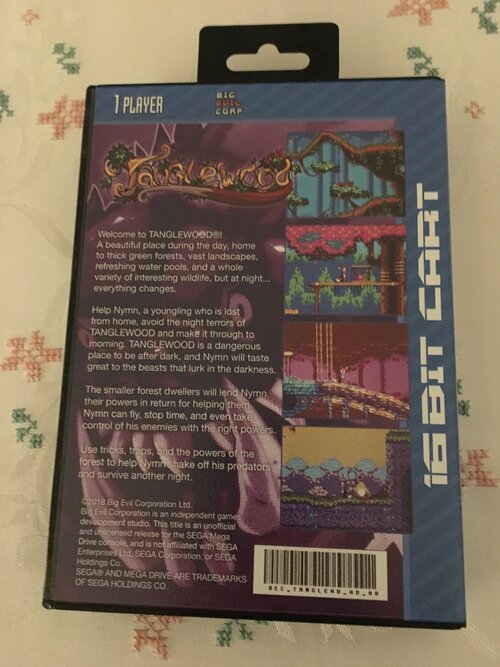 1 PLAYER
BIG
EVIL
CORP
Tanglewood
Welcome to TANGLEWOOD®!
A beautiful place during the day, home
to thick green forests, vast landscapes,
refreshing water pools, and a whole
variety of interesting wildlife, but at night...
everything changes.
Help Nymn, a youngling who is lost
from home, avoid the night terrors of
TANGLEWOOD and make it through to
morning. TANGLEWOOD is a dangerous
place to be after dark, and Nymn will taste
great to the beasts that lurk in the darkness.
The smaller forest dwellers will lend Nymn
their powers in return for helping them.
Nymn can fly, stop time, and even take
control of his enemies with the right powers.
Use tricks, traps, and the powers of the
forest to help Nymn shake off his predators
and survive another night.
©2018 Big Evil Corporation Ltd.
Big Evil Corporation is an independent game
development studio. This title is an unofficial
and unlicensed release for the SEGA Mega
Drive console, and is not affiliated with SEGA
Enterprises Ltd, SEGA Corporation, or SEGA
Holdings Co.
SEGA® AND MEGA DRIVE ARE TRADEMARKS
OF SEGA HOLDINGS CO.
16 BIT CART